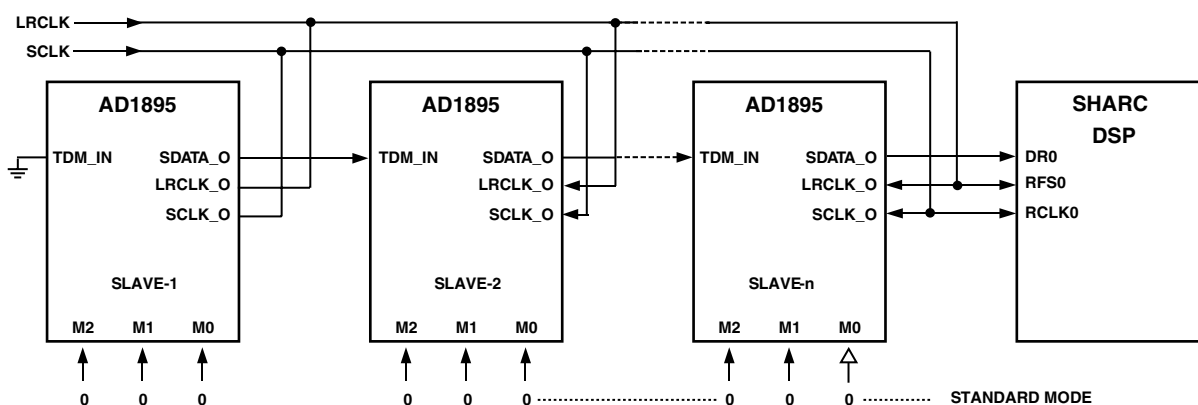 LRCLK
SCLK
AD1895 AD1895 AD1895 SHARC
DSP
TDM_IN SDATA_O TDM_IN SDATA_O TDM_IN SDATA_O DR0
LRCLK_O LRCLK_O LRCLK_O RFS0
SCLK_O SCLK_O SCLK_O RCLK0
SLAVE-1 SLAVE-2 SLAVE-n
M2 M1 M0 M2 M1 M0 M2 M1 M0
0 0 0 0 0 0 0 0 0 STANDARD MODE